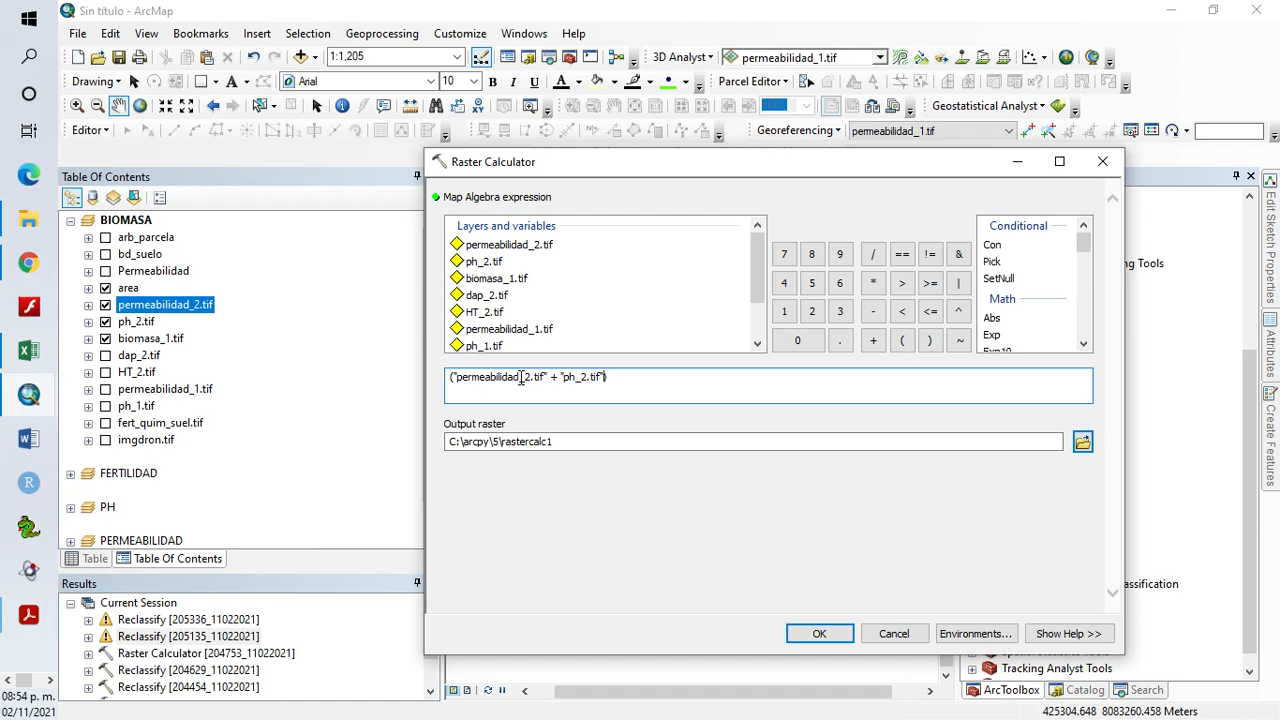 Sin título - ArcMap
File Edit View Bookmarks Insert Selection Geoprocessing Customize Windows Help
1:1,205 3D Analyst permeabilidad_1.tif
Drawing Arial 10 B I U A Parcel Editor
Geostatistical Analyst
Editor Georeferencing permeabilidad_1.tif
Table Of Contents
BIOMASA
arb_parcela
bd_suelo
Permeabilidad
area
permeabilidad_2.tif
ph_2.tif
biomasa_1.tif
dap_2.tif
HT_2.tif
permeabilidad_1.tif
ph_1.tif
fert_quim_suel.tif
imgdron.tif
FERTILIDAD
PH
PERMEABILIDAD
Table Table Of Contents
Results
Current Session
Reclassify [205336_11022021]
Reclassify [205135_11022021]
Raster Calculator [204753_11022021]
Reclassify [204629_11022021]
Reclassify [204454_11022021]
Raster Calculator
Map Algebra expression
Layers and variables
permeabilidad_2.tif
ph_2.tif
biomasa_1.tif
dap_2.tif
HT_2.tif
permeabilidad_1.tif
ph_1.tif
7 8 9 / == != &
4 5 6 * > >= |
1 2 3 - < <= ^
0 . + ( ) ~
Conditional
Con
Pick
SetNull
Math
Abs
Exp
Exp10
("permeabilidad_2.tif" + "ph_2.tif")
Output raster
C:\arcpy\5\rastercalc1
OK Cancel Environments... Show Help >>
ng Tools
assification
Tracking Analyst Tools
ArcToolbox Catalog Search
Edit Sketch Properties
Attributes
Create Features
08:54 p. m.
02/11/2021
425304.648 8083260.458 Meters